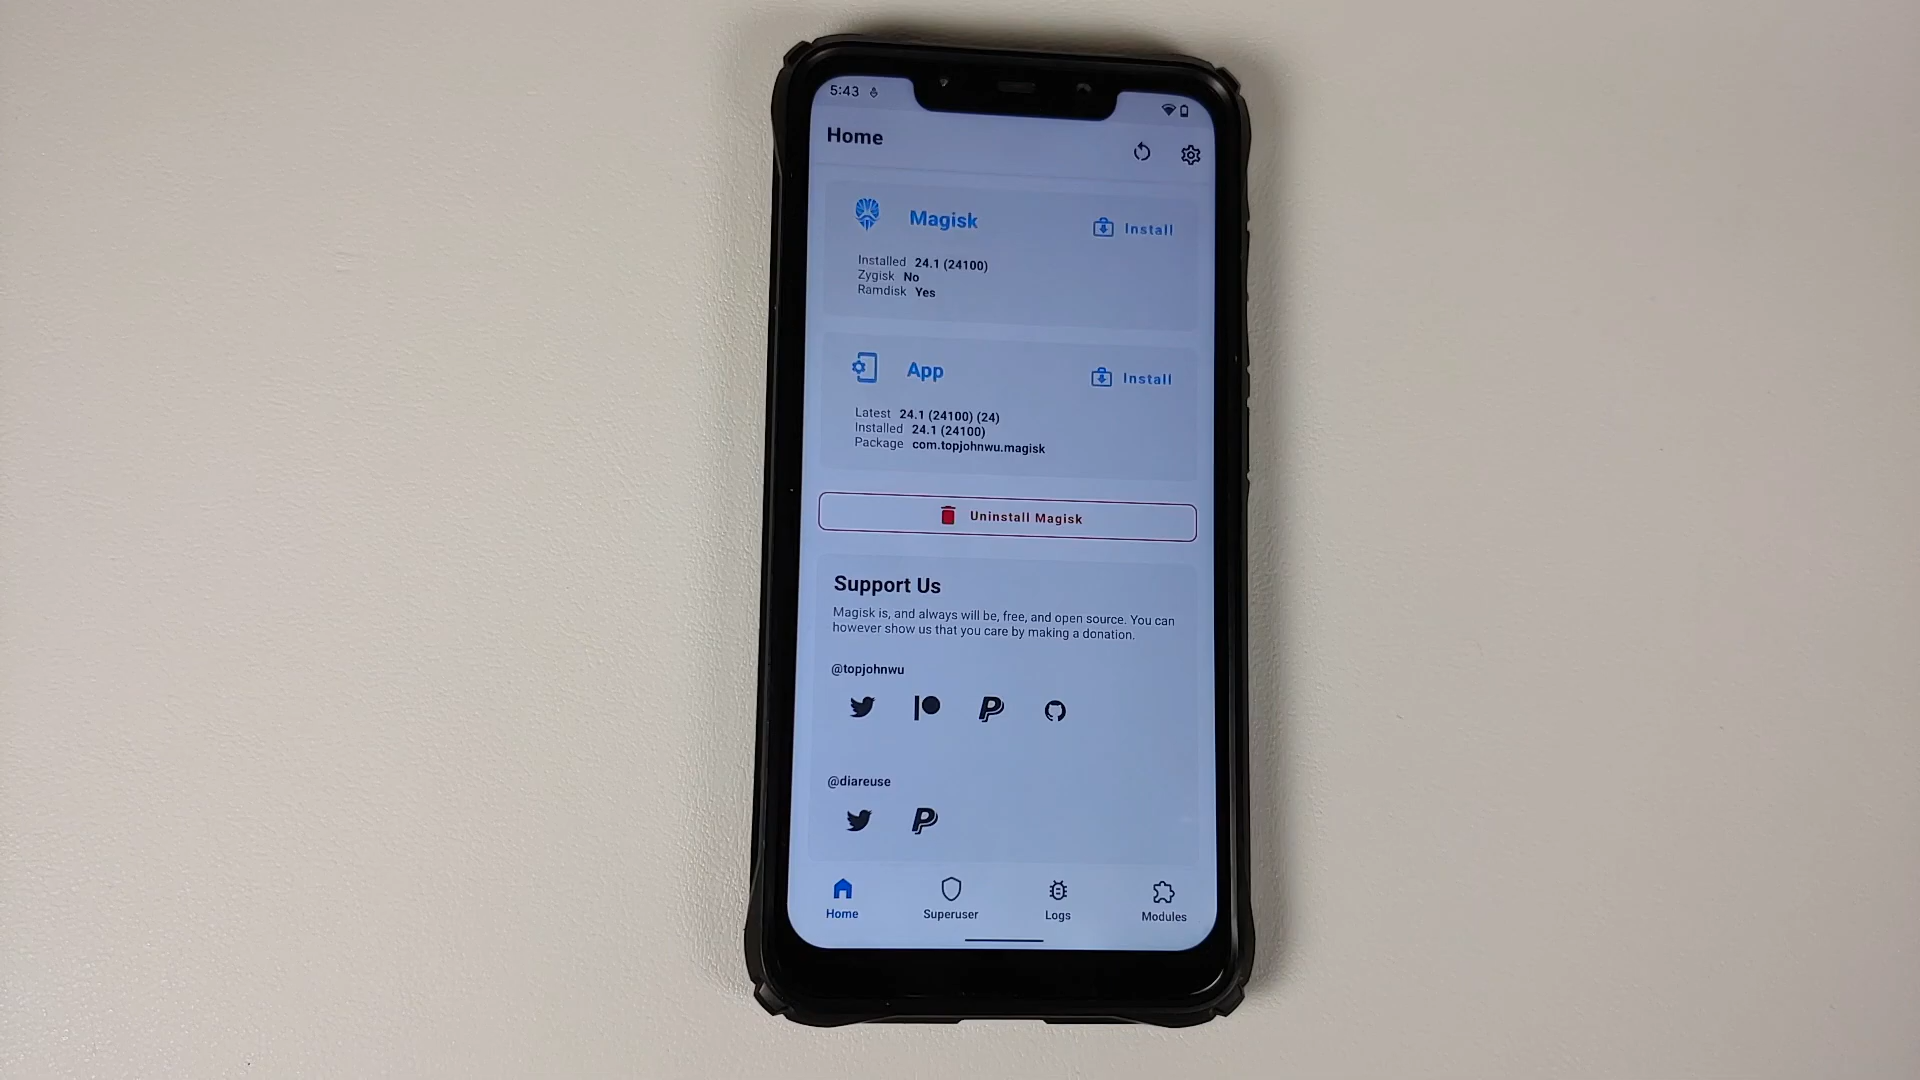 5:43
Home
Magisk
Install
Installed 24.1 (24100)
Zygisk No
Ramdisk Yes
App
Install
Latest 24.1 (24100) (24)
Installed 24.1 (24100)
Package com.topjohnwu.magisk
Uninstall Magisk
Support Us
Magisk is, and always will be, free, and open source. You can
however show us that you care by making a donation.
@topjohnwu
@diareuse
Home
Superuser
Logs
Modules